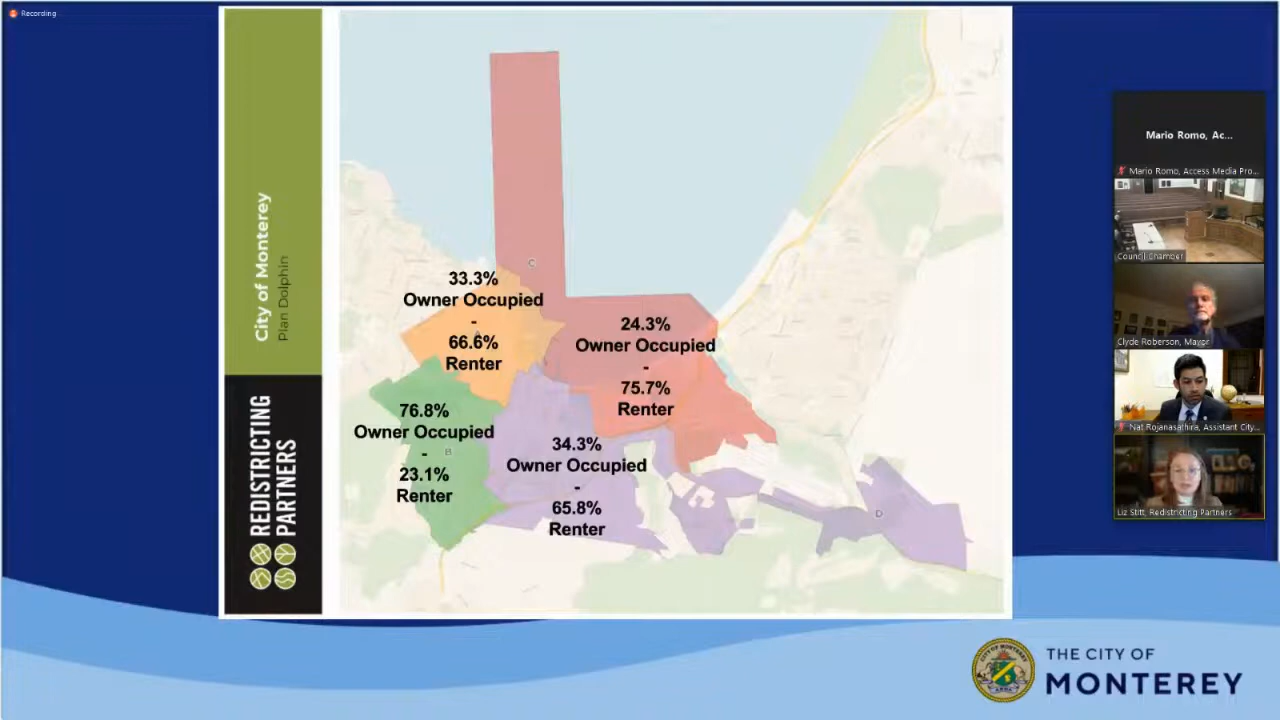 Recording
City of Monterey
Plan Dolphin
REDISTRICTING
PARTNERS
C
33.3%
Owner Occupied
-
66.6%
Renter
24.3%
Owner Occupied
-
75.7%
Renter
76.8%
Owner Occupied
-
23.1%
Renter
B
34.3%
Owner Occupied
-
65.8%
Renter
D
Mario Romo, Ac...
Mario Romo, Access Media Pro...
Council Chamber
Clyde Roberson, Mayor
Nat Rojanasathira, Assistant City...
Liz Stitt, Redistricting Partners
THE CITY OF
MONTEREY